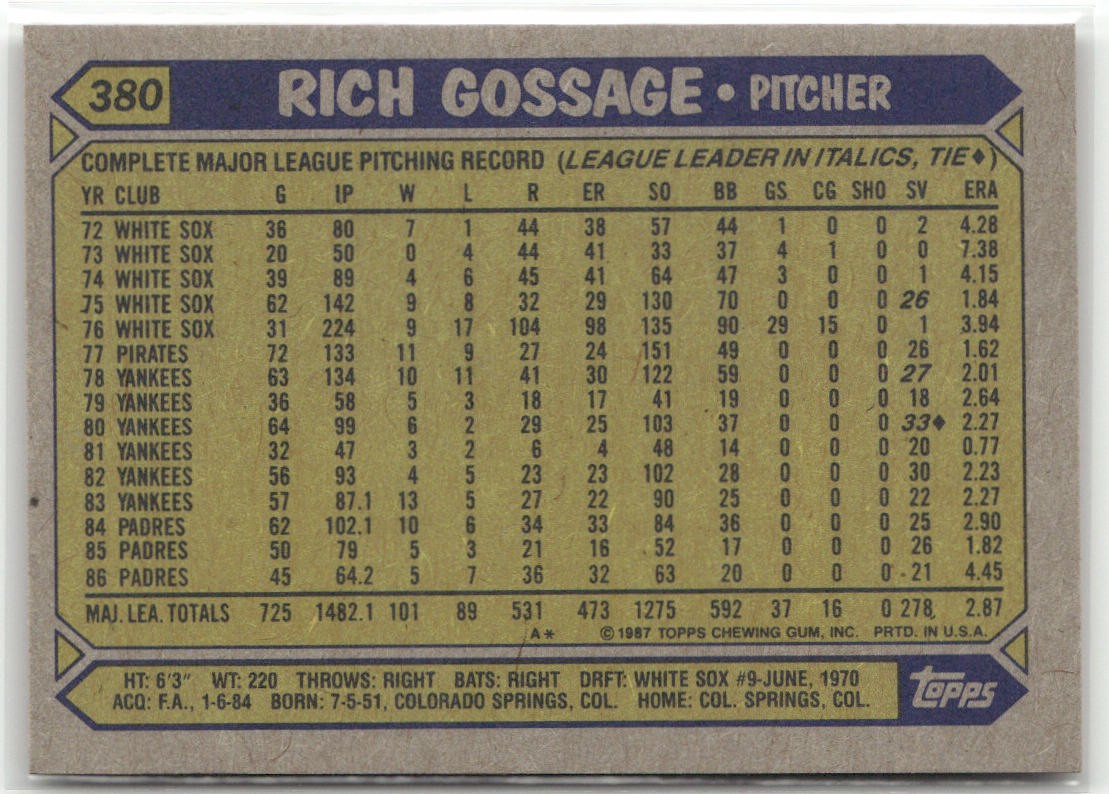 380 RICH GOSSAGE • PITCHER
COMPLETE MAJOR LEAGUE PITCHING RECORD (LEAGUE LEADER IN ITALICS, TIE♦)
YR CLUB G IP W L R ER SO BB GS CG SHO SV ERA
72 WHITE SOX 36 80 7 1 44 38 57 44 1 0 0 2 4.28
73 WHITE SOX 20 50 0 4 44 41 33 37 4 1 0 0 7.38
74 WHITE SOX 39 89 4 6 45 41 64 47 3 0 0 1 4.15
75 WHITE SOX 62 142 9 8 32 29 130 70 0 0 0 26 1.84
76 WHITE SOX 31 224 9 17 104 98 135 90 29 15 0 1 3.94
77 PIRATES 72 133 11 9 27 24 151 49 0 0 0 26 1.62
78 YANKEES 63 134 10 11 41 30 122 59 0 0 0 27 2.01
79 YANKEES 36 58 5 3 18 17 41 19 0 0 0 18 2.64
80 YANKEES 64 99 6 2 29 25 103 37 0 0 0 33♦ 2.27
81 YANKEES 32 47 3 2 6 4 48 14 0 0 0 20 0.77
82 YANKEES 56 93 4 5 23 23 102 28 0 0 0 30 2.23
83 YANKEES 57 87.1 13 5 27 22 90 25 0 0 0 22 2.27
84 PADRES 62 102.1 10 6 34 33 84 36 0 0 0 25 2.90
85 PADRES 50 79 5 3 21 16 52 17 0 0 0 26 1.82
86 PADRES 45 64.2 5 7 36 32 63 20 0 0 0 21 4.45
MAJ. LEA. TOTALS 725 1482.1 101 89 531 473 1275 592 37 16 0 278 2.87
A* ©1987 TOPPS CHEWING GUM, INC. PRTD. IN U.S.A.
HT: 6'3" WT: 220 THROWS: RIGHT BATS: RIGHT DRFT: WHITE SOX #9-JUNE, 1970
ACQ: F.A., 1-6-84 BORN: 7-5-51, COLORADO SPRINGS, COL. HOME: COL. SPRINGS, COL.
topps